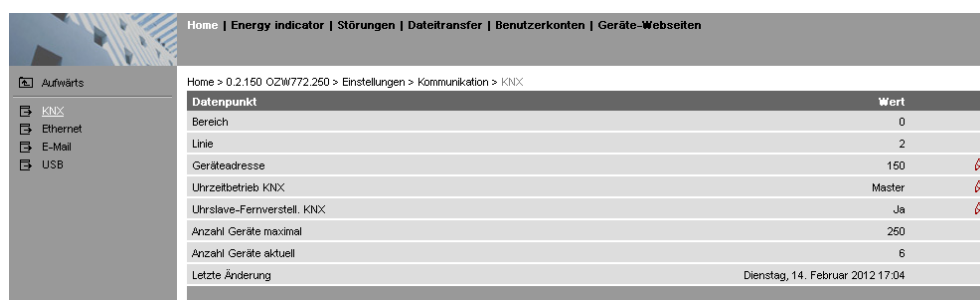 Home | Energy indicator | Störungen | Dateitransfer | Benutzerkonten | Geräte-Webseiten
Aufwärts
KNX
Ethernet
E-Mail
USB
Home > 0.2.150 OZW772.250 > Einstellungen > Kommunikation > KNX
Datenpunkt Wert
Bereich 0
Linie 2
Geräteadresse 150
Uhrzeitbetrieb KNX Master
Uhrslave-Fernverstell. KNX Ja
Anzahl Geräte maximal 250
Anzahl Geräte aktuell 6
Letzte Änderung Dienstag, 14. Februar 2012 17:04